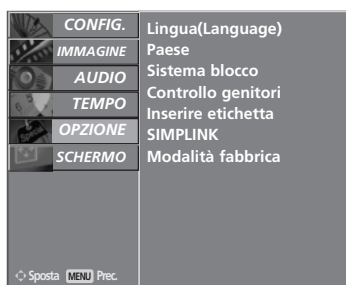 CONFIG.
IMMAGINE
AUDIO
TEMPO
OPZIONE
SCHERMO
Lingua(Language)
Paese
Sistema blocco
Controllo genitori
Inserire etichetta
SIMPLINK
Modalità fabbrica
Sposta MENU Prec.